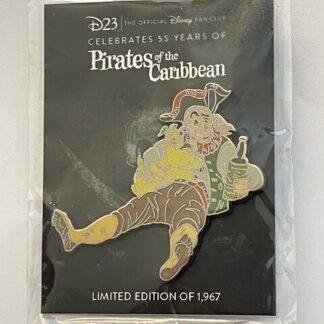 D23 THE OFFICIAL Disney FAN CLUB
CELEBRATES 55 YEARS OF
Pirates of the
Caribbean
LIMITED EDITION OF 1,967